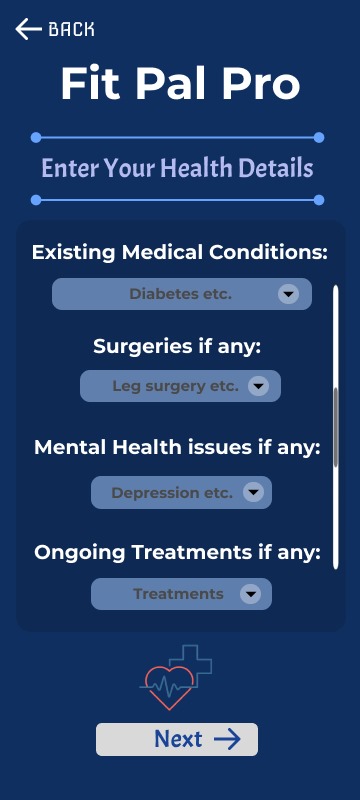 BACK
Fit Pal Pro
Enter Your Health Details
Existing Medical Conditions:
Diabetes etc.
Surgeries if any:
Leg surgery etc.
Mental Health issues if any:
Depression etc.
Ongoing Treatments if any:
Treatments
Next